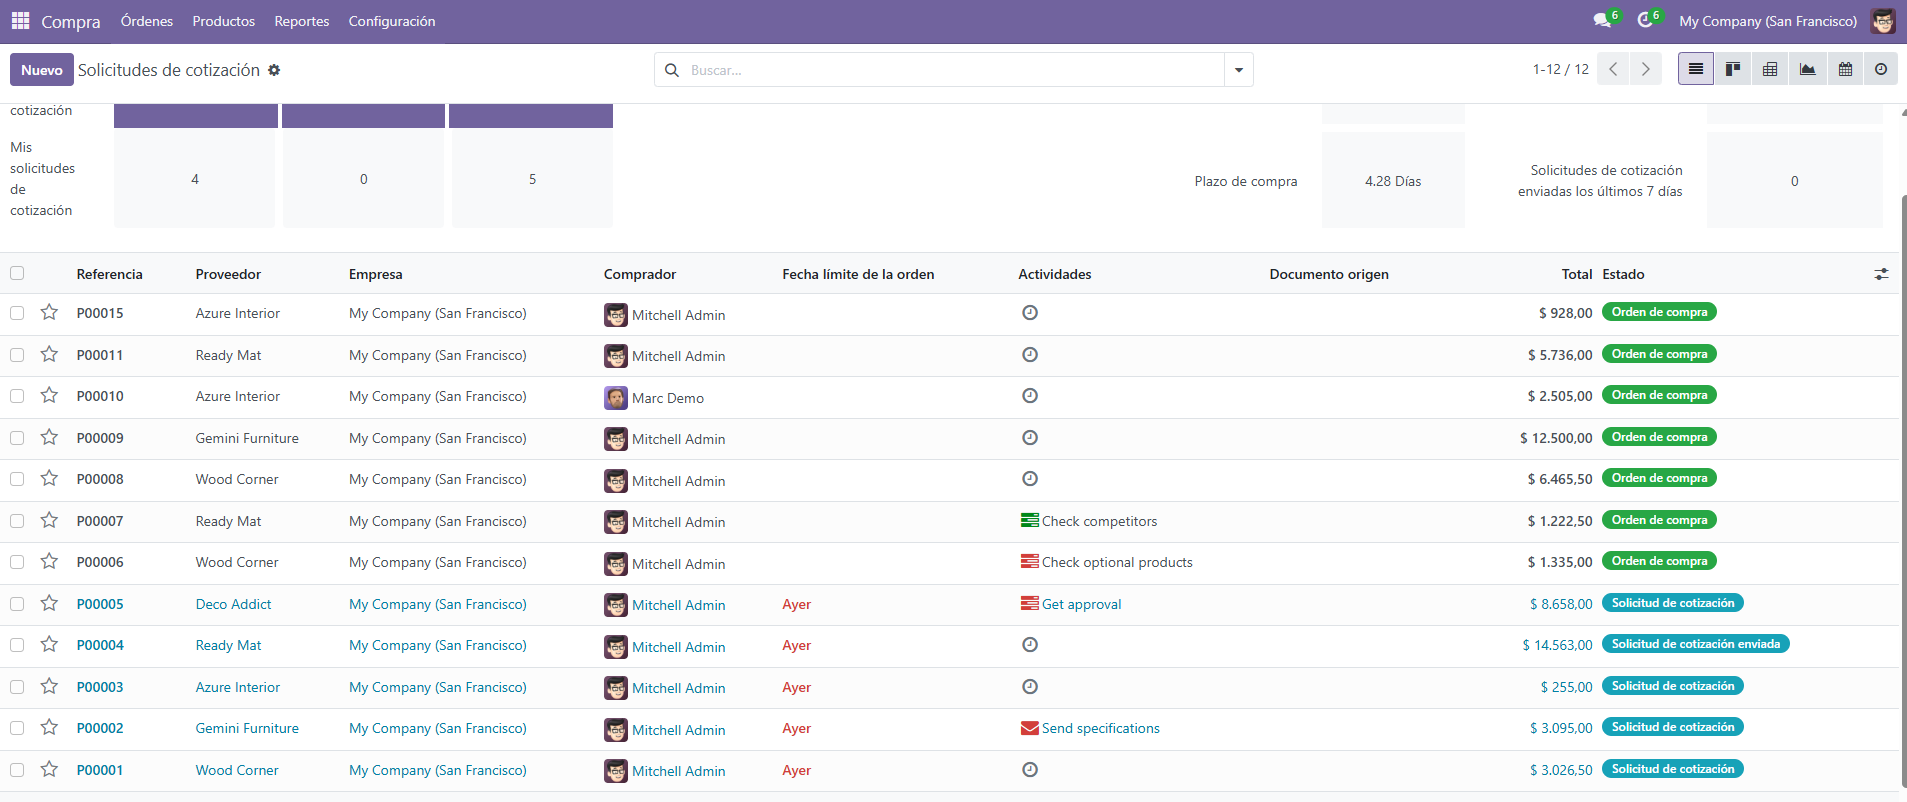 Compra Órdenes Productos Reportes Configuración 6 6 My Company (San Francisco)
Nuevo Solicitudes de cotización Buscar... 1-12 / 12
cotización
Mis
solicitudes
de
cotización
4 0 5
Plazo de compra 4.28 Días
Solicitudes de cotización
enviadas los últimos 7 días
0
Referencia Proveedor Empresa Comprador Fecha límite de la orden Actividades Documento origen Total Estado
P00015 Azure Interior My Company (San Francisco) Mitchell Admin $ 928,00 Orden de compra
P00011 Ready Mat My Company (San Francisco) Mitchell Admin $ 5.736,00 Orden de compra
P00010 Azure Interior My Company (San Francisco) Marc Demo $ 2.505,00 Orden de compra
P00009 Gemini Furniture My Company (San Francisco) Mitchell Admin $ 12.500,00 Orden de compra
P00008 Wood Corner My Company (San Francisco) Mitchell Admin $ 6.465,50 Orden de compra
P00007 Ready Mat My Company (San Francisco) Mitchell Admin Check competitors $ 1.222,50 Orden de compra
P00006 Wood Corner My Company (San Francisco) Mitchell Admin Check optional products $ 1.335,00 Orden de compra
P00005 Deco Addict My Company (San Francisco) Mitchell Admin Ayer Get approval $ 8.658,00 Solicitud de cotización
P00004 Ready Mat My Company (San Francisco) Mitchell Admin Ayer $ 14.563,00 Solicitud de cotización enviada
P00003 Azure Interior My Company (San Francisco) Mitchell Admin Ayer $ 255,00 Solicitud de cotización
P00002 Gemini Furniture My Company (San Francisco) Mitchell Admin Ayer Send specifications $ 3.095,00 Solicitud de cotización
P00001 Wood Corner My Company (San Francisco) Mitchell Admin Ayer $ 3.026,50 Solicitud de cotización